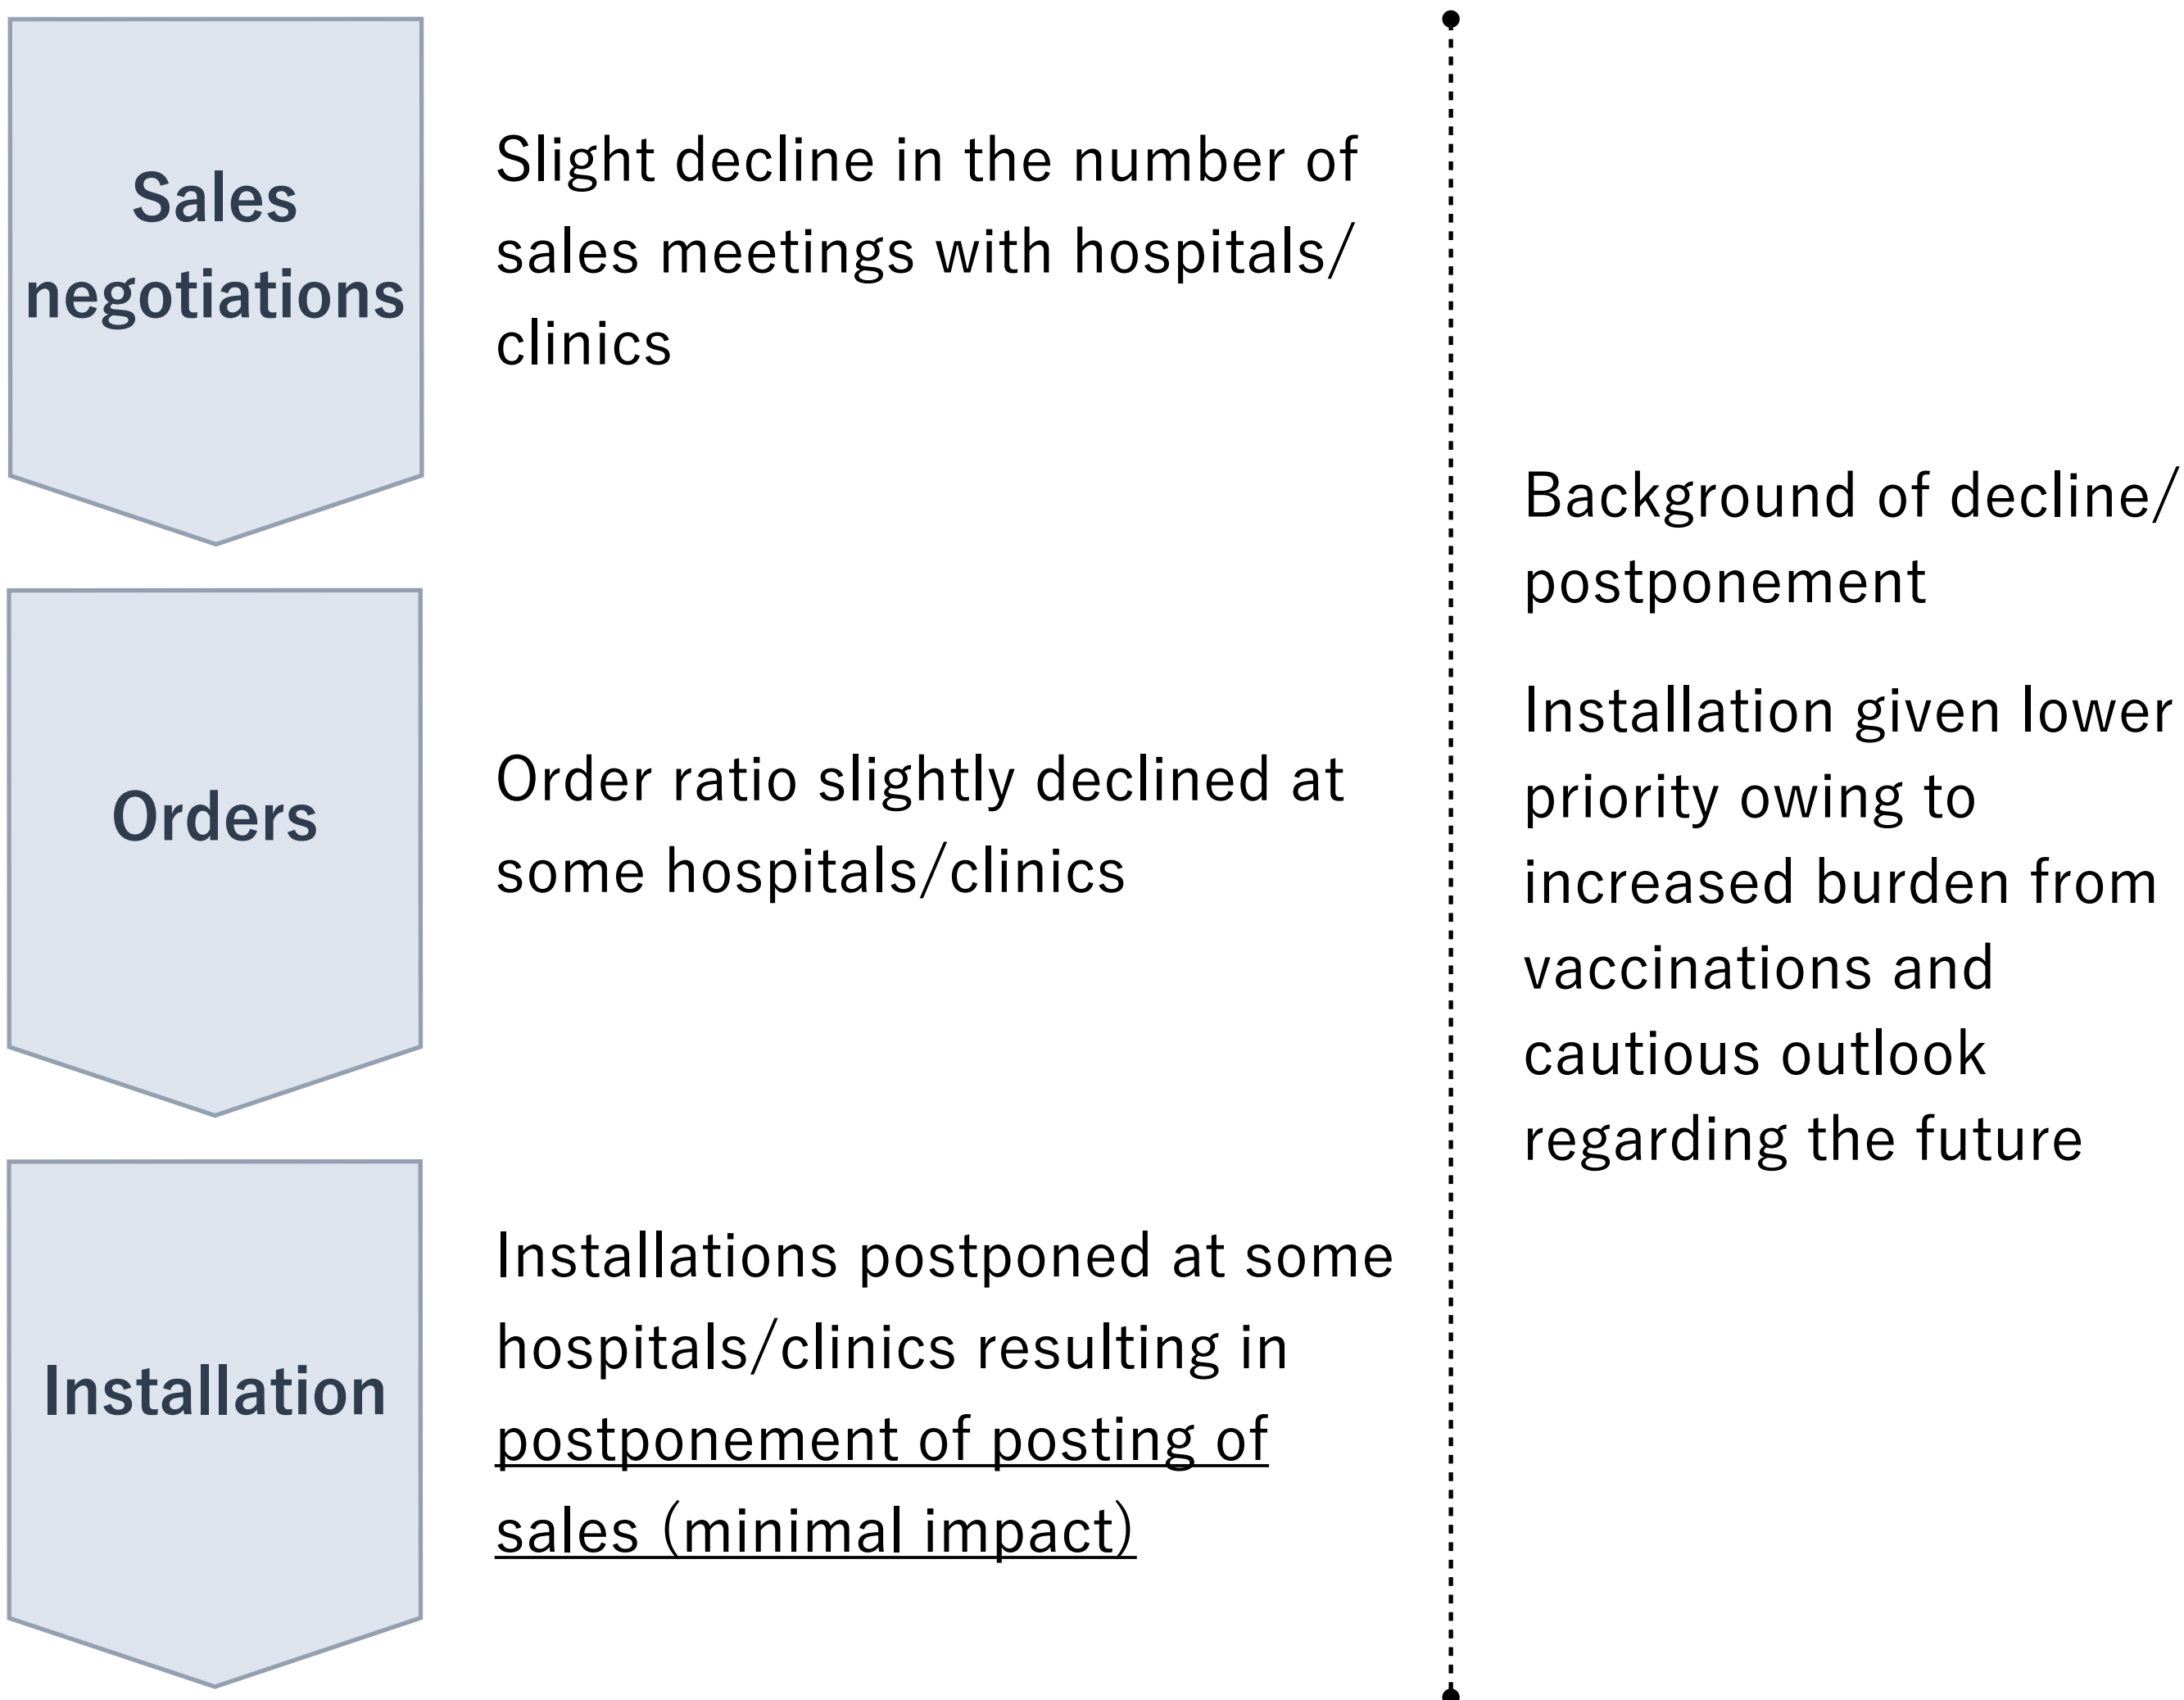 Sales
negotiations
Slight decline in the number of
sales meetings with hospitals/
clinics
Orders
Order ratio slightly declined at
some hospitals/clinics
Installation
Installations postponed at some
hospitals/clinics resulting in
postponement of posting of
sales (minimal impact)
Background of decline/
postponement
Installation given lower
priority owing to
increased burden from
vaccinations and
cautious outlook
regarding the future